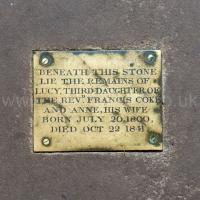 BENEATH THIS STONE
LIE THE REMAINS OF
LUCY, THIRD DAUGHTER OF
THE REVD. FRANCIS COKE
AND ANNE, HIS WIFE
BORN JULY 20, 1800,
DIED OCT 22 1841